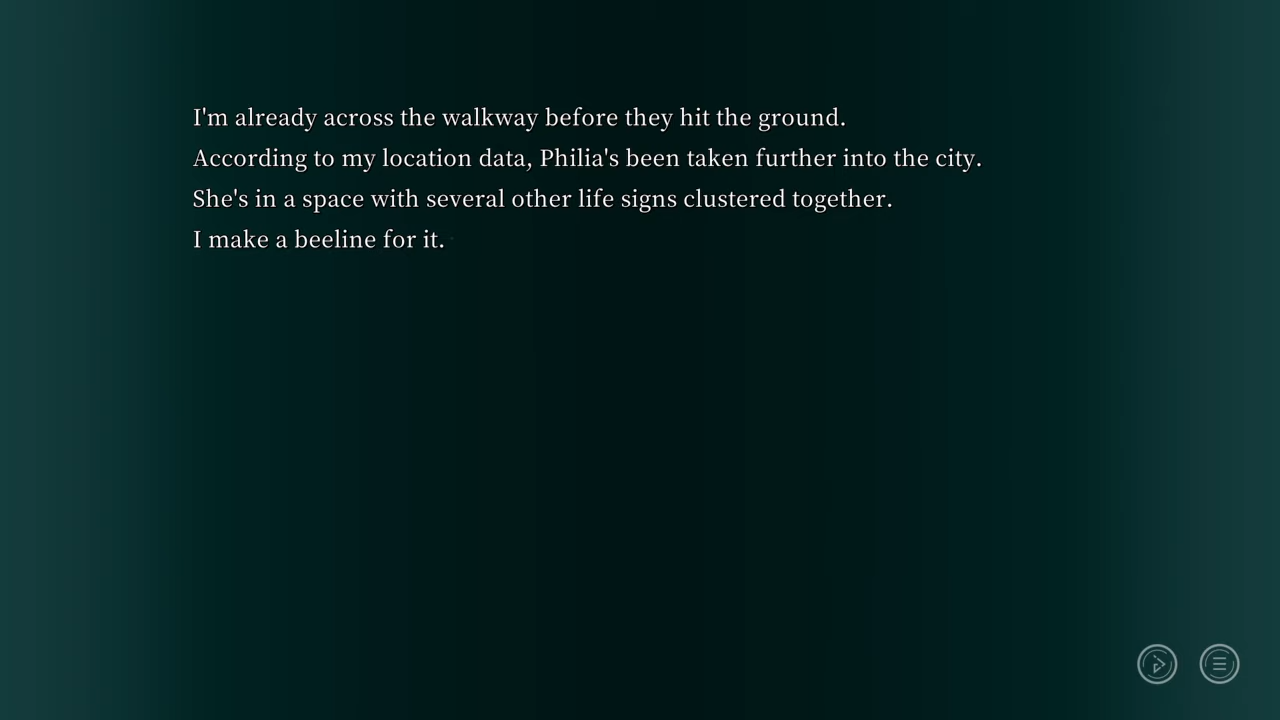 I'm already across the walkway before they hit the ground.
According to my location data, Philia's been taken further into the city.
She's in a space with several other life signs clustered together.
I make a beeline for it.